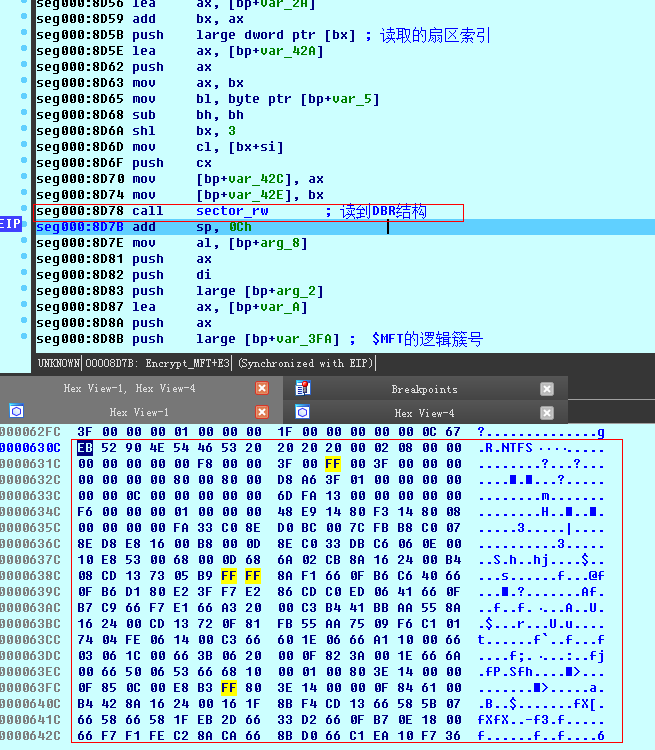 seg000:8D56 lea ax, [bp+var_2A]
seg000:8D59 add bx, ax
seg000:8D5B push large dword ptr [bx] ; 读取的扇区索引
seg000:8D5E lea ax, [bp+var_42A]
seg000:8D62 push ax
seg000:8D63 mov ax, bx
seg000:8D65 mov bl, byte ptr [bp+var_5]
seg000:8D68 sub bh, bh
seg000:8D6A shl bx, 3
seg000:8D6D mov cl, [bx+si]
seg000:8D6F push cx
seg000:8D70 mov [bp+var_42C], ax
seg000:8D74 mov [bp+var_42E], bx
seg000:8D78 call sector_rw ; 读到DBR结构
EIP seg000:8D7B add sp, 0Ch
seg000:8D7E mov al, [bp+arg_8]
seg000:8D81 push ax
seg000:8D82 push di
seg000:8D83 push large [bp+arg_2]
seg000:8D87 lea ax, [bp+var_A]
seg000:8D8A push ax
seg000:8D8B push large [bp+var_3FA] ; $MFT的逻辑簇号
UNKNOWN 00008D7B: Encrypt_MFT+E3 (Synchronized with EIP)
Hex View-1, Hex View-4 Breakpoints
Hex View-1 Hex View-4
000062FC 3F 00 00 00 01 00 00 00 1F 00 00 00 00 00 0C 67 ?..............g
0000630C EB 52 90 4E 54 46 53 20 20 20 20 00 02 08 00 00 .R.NTFS ....
0000631C 00 00 00 00 00 F8 00 00 3F 00 FF 00 3F 00 00 00 ........?...?...
0000632C 00 00 00 00 80 00 80 00 D8 A6 3F 01 00 00 00 00
0000633C 00 00 0C 00 00 00 00 00 6D FA 13 00 00 00 00 00 ........m.......
0000634C F6 00 00 00 01 00 00 00 48 E9 14 80 F3 14 80 08
0000635C 00 00 00 00 FA 33 C0 8E D0 BC 00 7C FB B8 C0 07 .....3.....|....
0000636C 8E D8 E8 16 00 B8 00 0D 8E C0 33 DB C6 06 0E 00 ..........3.....
0000637C 10 E8 53 00 68 00 0D 68 6A 02 CB 8A 16 24 00 B4 ..S.h..hj....$..
0000638C 08 CD 13 73 05 B9 FF FF 8A F1 66 0F B6 C6 40 66 ...s......f...@f
0000639C 0F B6 D1 80 E2 3F F7 E2 86 CD C0 ED 06 41 66 0F
000063AC B7 C9 66 F7 E1 66 A3 20 00 C3 B4 41 BB AA 55 8A ..f..f. ...A..U.
000063BC 16 24 00 CD 13 72 0F 81 FB 55 AA 75 09 F6 C1 01 .$...r...U.u....
000063CC 74 04 FE 06 14 00 C3 66 60 1E 06 66 A1 10 00 66 t......f`..f...f
000063DC 03 06 1C 00 66 3B 06 20 00 0F 82 3A 00 1E 66 6A ....f;. ...:..fj
000063EC 00 66 50 06 53 66 68 10 00 01 00 80 3E 14 00 00
000063FC 0F 85 0C 00 E8 B3 FF 80 3E 14 00 00 0F 84 61 00
0000640C B4 42 8A 16 24 00 16 1F 8B F4 CD 13 66 58 5B 07 .B..$.......fX[.
0000641C 66 58 66 58 1F EB 2D 66 33 D2 66 0F B7 0E 18 00 fXfX..-f3.f.....
0000642C 66 F7 F1 FE C2 8A CA 66 8B D0 66 C1 EA 10 F7 36 f......f..f....6